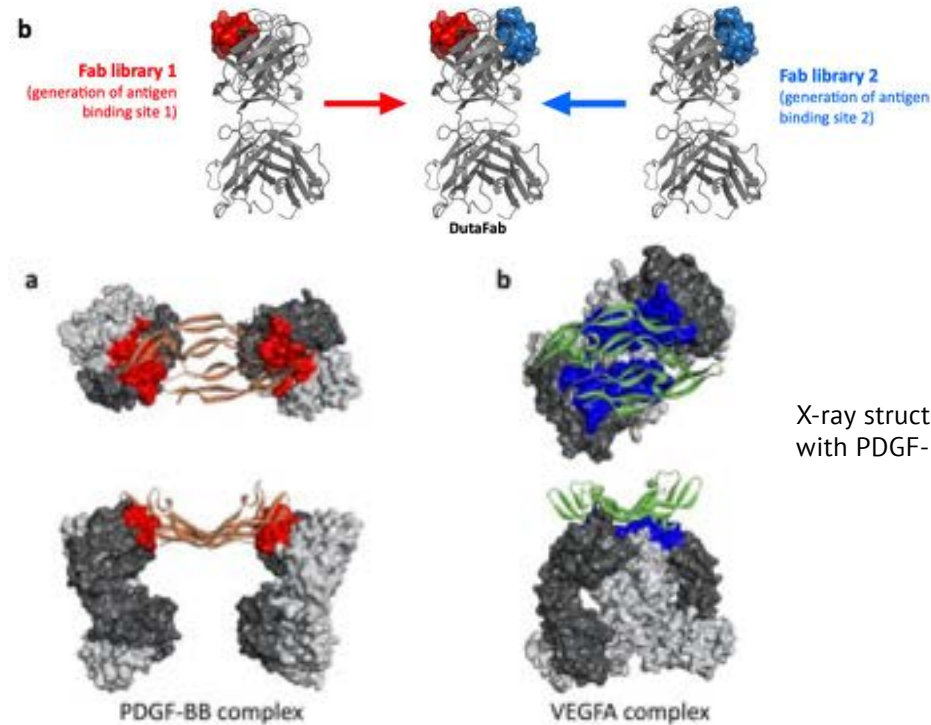 b
Fab library 1
(generation of antigen
binding site 1)
Fab library 2
(generation of antigen
binding site 2)
DutaFab
a
b
X-ray struct
with PDGF-
PDGF-BB complex
VEGFA complex